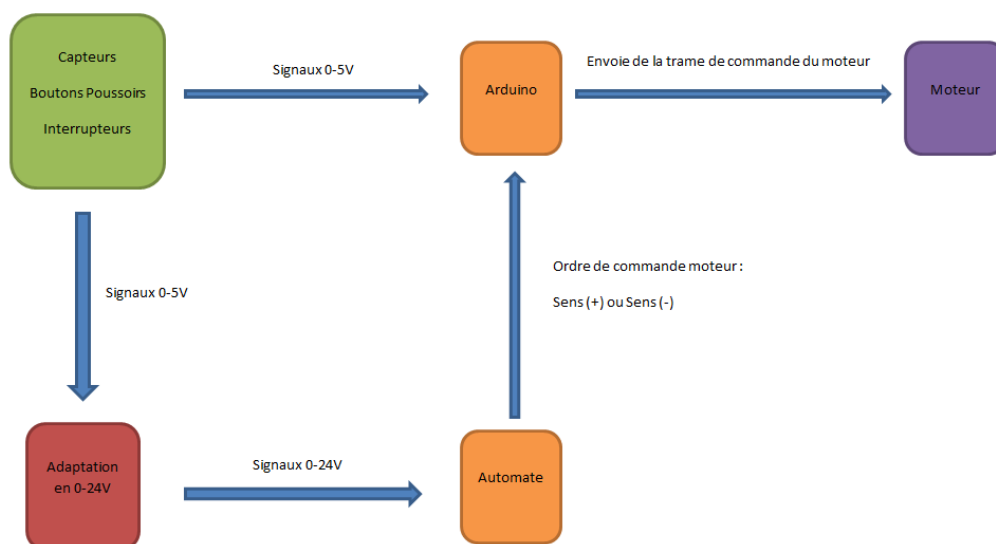 Capteurs
Boutons Poussoirs
Interrupteurs
Signaux 0-5V
Arduino
Envoie de la trame de commande du moteur
Moteur
Signaux 0-5V
Ordre de commande moteur :
Sens (+) ou Sens (-)
Adaptation
en 0-24V
Signaux 0-24V
Automate